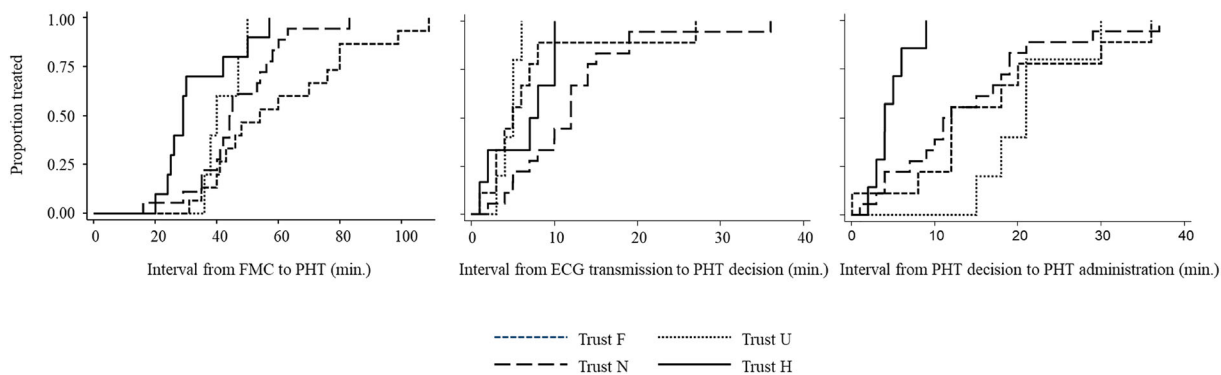 Proportion treated
1.00
0.75
0.50
0.25
0.00
0 20 40 60 80 100
Interval from FMC to PHT (min.)
0 10 20 30 40
Interval from ECG transmission to PHT decision (min.)
0 10 20 30 40
Interval from PHT decision to PHT administration (min.)
Trust F Trust U
Trust N Trust H